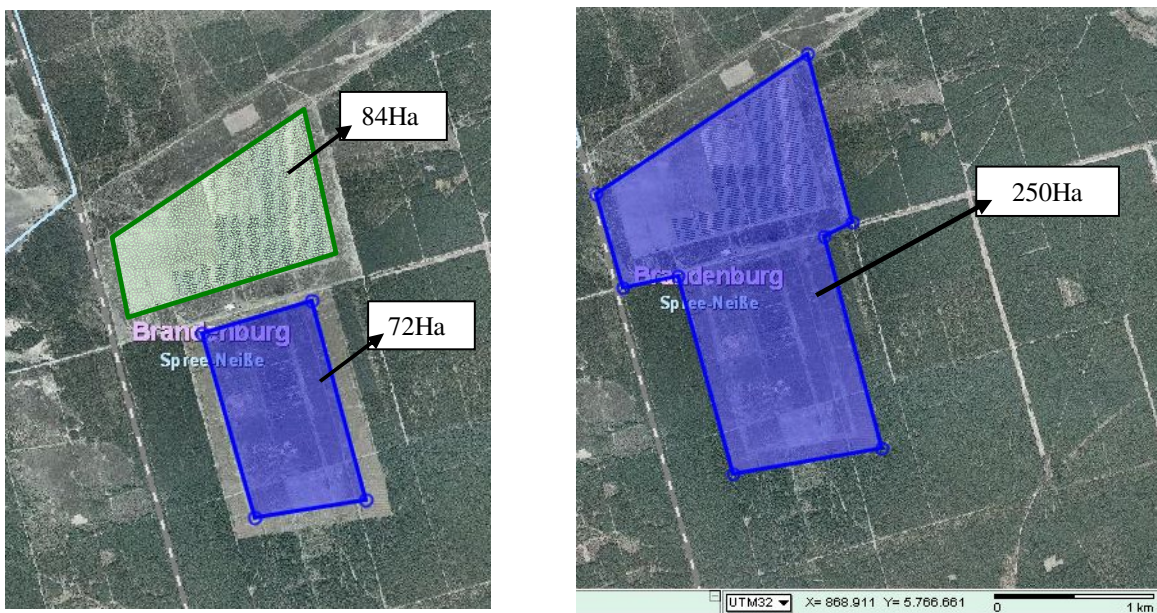 84Ha
Brandenburg
Spree-Neiße
72Ha
250Ha
Brandenburg
Spree-Neiße
UTM32 X= 868.911 Y= 5.766.661 0 1 km